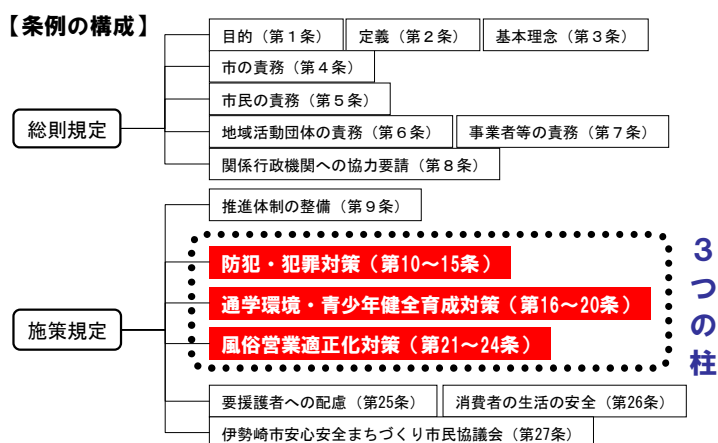 【条例の構成】
目的（第１条） 定義（第２条） 基本理念（第３条）
市の責務（第４条）
市民の責務（第５条）
総則規定
地域活動団体の責務（第６条） 事業者等の責務（第７条）
関係行政機関への協力要請（第８条）
推進体制の整備（第９条）
防犯・犯罪対策（第10～15条）
通学環境・青少年健全育成対策（第16～20条）
施策規定
風俗営業適正化対策（第21～24条）
３つの柱
要援護者への配慮（第25条） 消費者の生活の安全（第26条）
伊勢崎市安心安全まちづくり市民協議会（第27条）